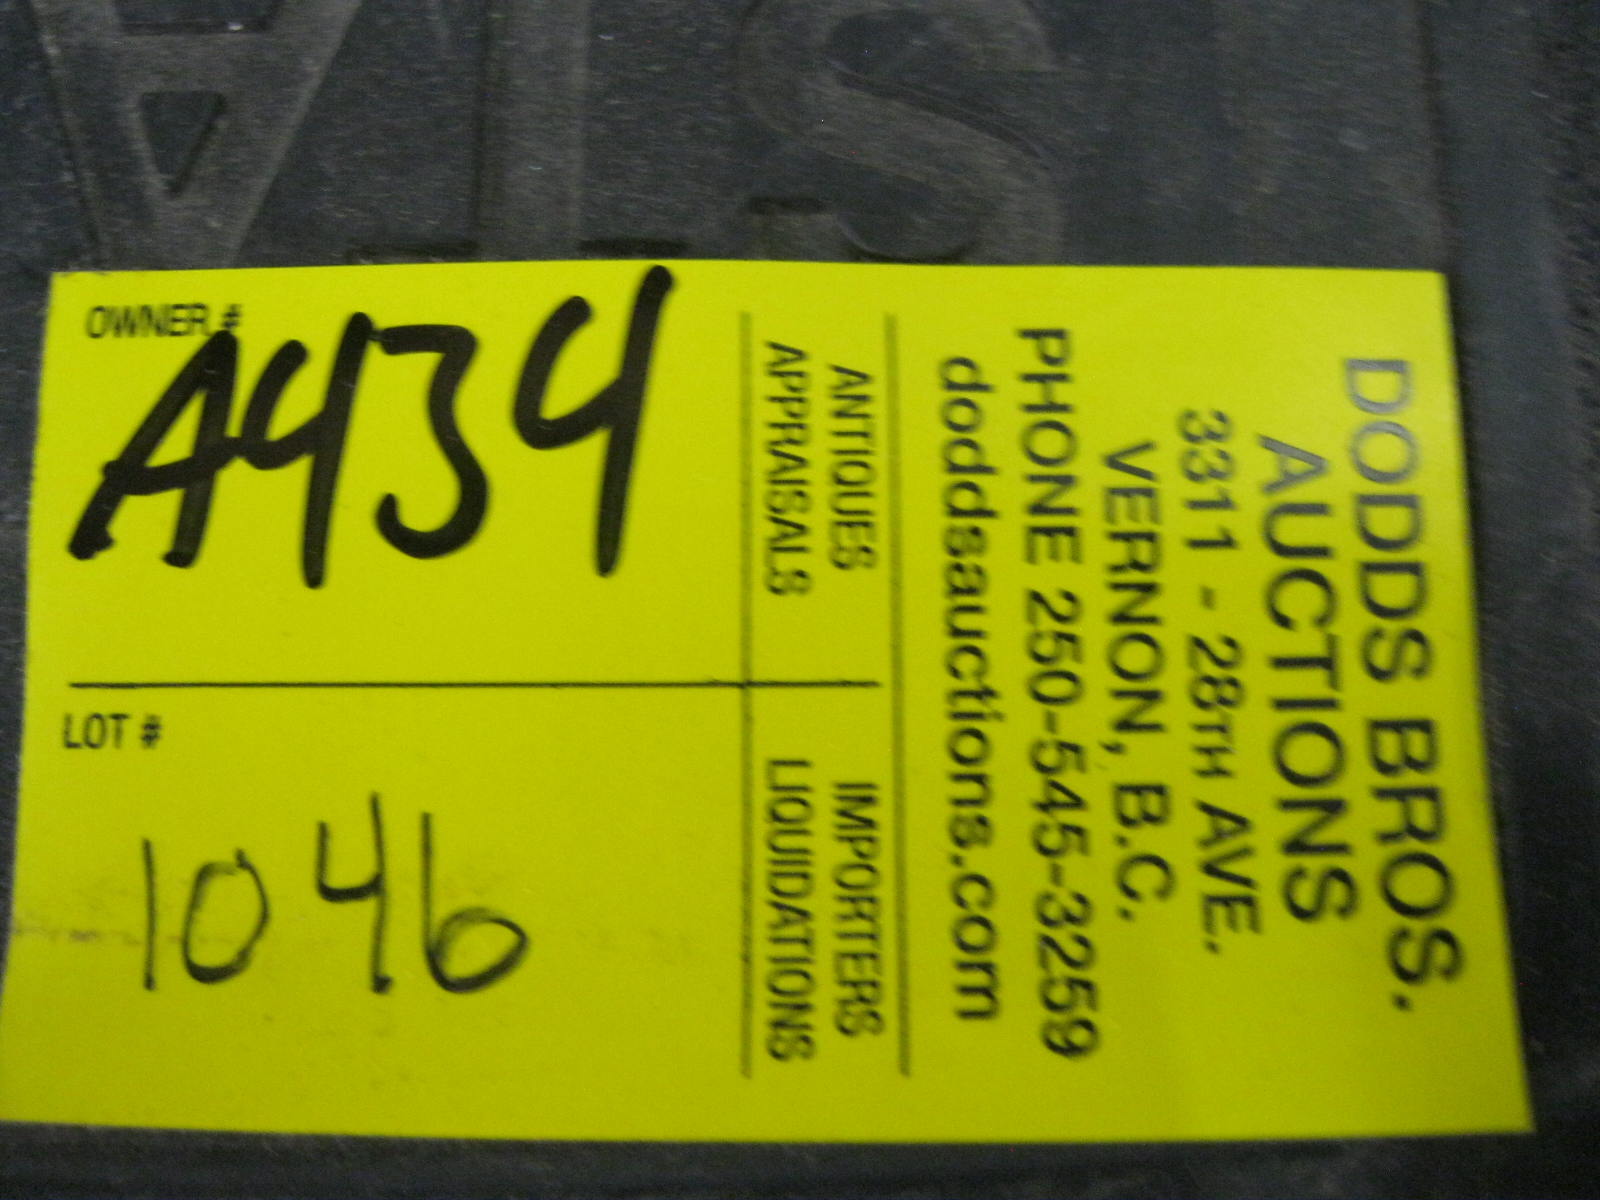 OWNER #
A434
LOT #
1046
ANTIQUES
APPRAISALS
IMPORTERS
LIQUIDATIONS
DODDS BROS.
AUCTIONS
3311 - 28TH AVE.
VERNON, B.C.
PHONE 250-545-3259
doddsauctions.com